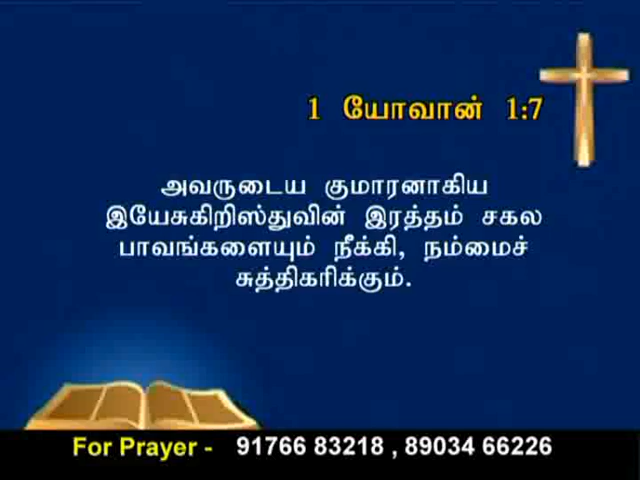 1 யோவான் 1:7
அவருடைய குமாரனாகிய
இயேசுகிறிஸ்துவின் இரத்தம் சகல
பாவங்களையும் நீக்கி, நம்மைச்
சுத்திகரிக்கும்.
For Prayer - 91766 83218 , 89034 66226